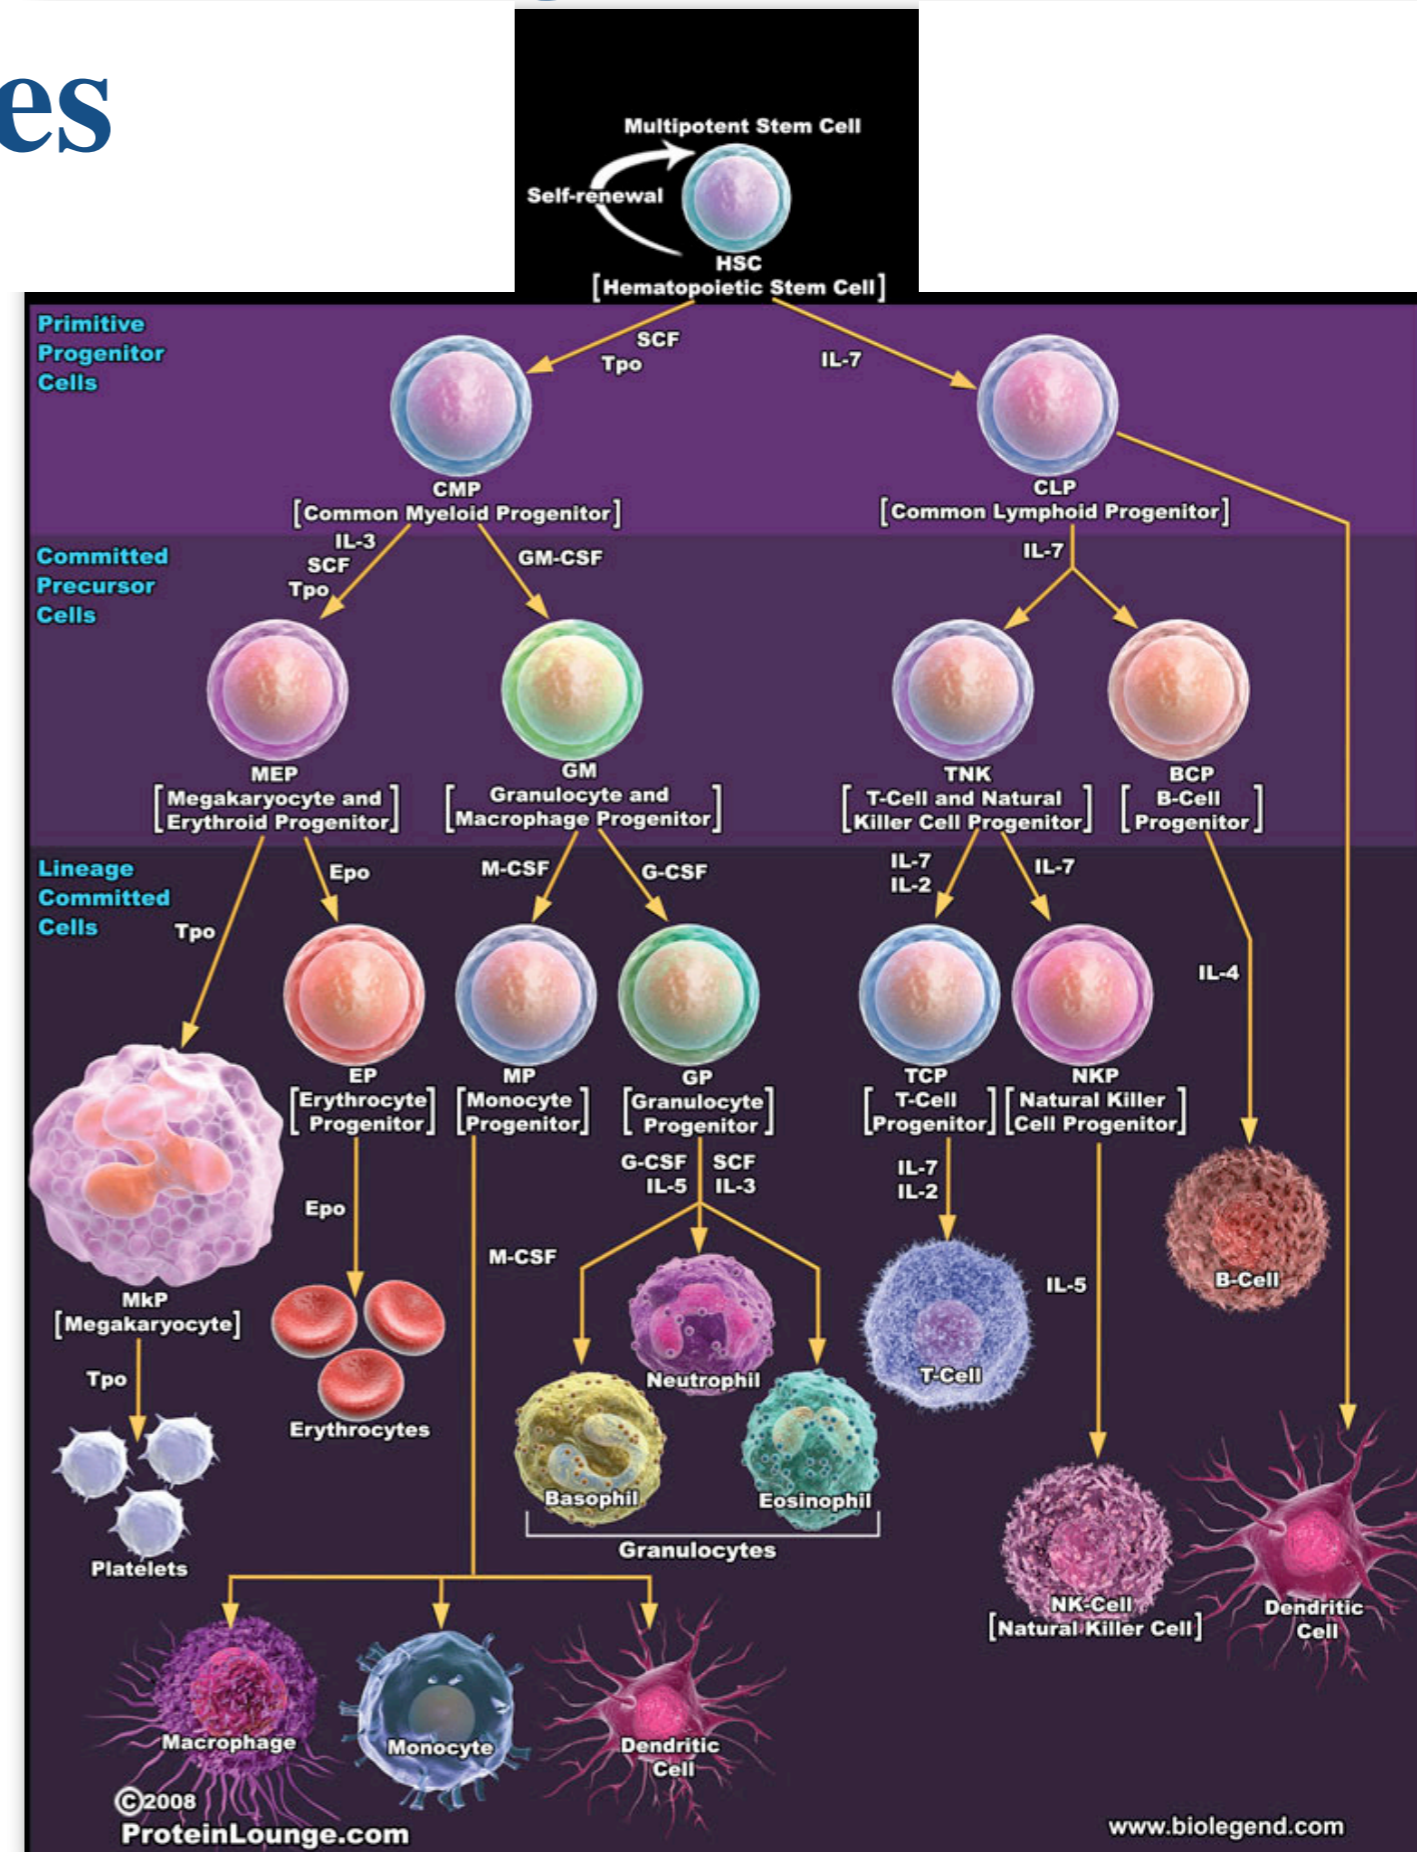 es
Multipotent Stem Cell
Self-renewal
HSC
[Hematopoietic Stem Cell]
Primitive
Progenitor
Cells
SCF
Tpo
IL-7
CMP
[Common Myeloid Progenitor]
CLP
[Common Lymphoid Progenitor]
Committed
Precursor
Cells
IL-3
SCF
Tpo
GM-CSF
IL-7
MEP
[Megakaryocyte and
Erythroid Progenitor]
GM
[Granulocyte and
Macrophage Progenitor]
TNK
[T-Cell and Natural
Killer Cell Progenitor]
BCP
[B-Cell
Progenitor]
Lineage
Committed
Cells
Tpo
Epo
M-CSF
G-CSF
IL-7
IL-2
IL-7
IL-4
EP
[Erythrocyte
Progenitor]
MP
[Monocyte
Progenitor]
GP
[Granulocyte
Progenitor]
TCP
[T-Cell
Progenitor]
NKP
[Natural Killer
Cell Progenitor]
Epo
G-CSF SCF
IL-5 IL-3
IL-7
IL-2
M-CSF
IL-5
B-Cell
MkP
[Megakaryocyte]
Tpo
Neutrophil
T-Cell
Erythrocytes
Basophil
Eosinophil
Granulocytes
Platelets
NK-Cell
[Natural Killer Cell]
Dendritic
Cell
Macrophage
Monocyte
Dendritic
Cell
©2008
ProteinLounge.com
www.biolegend.com